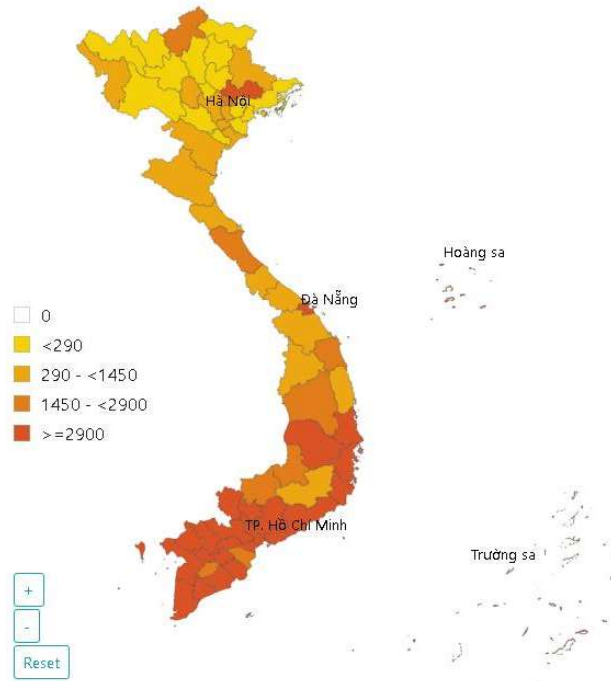 Hà Nội
Hoàng sa
Đà Nẵng
0
<290
290 - <1450
1450 - <2900
>=2900
TP. Hồ Chí Minh
Trường sa
+
-
Reset